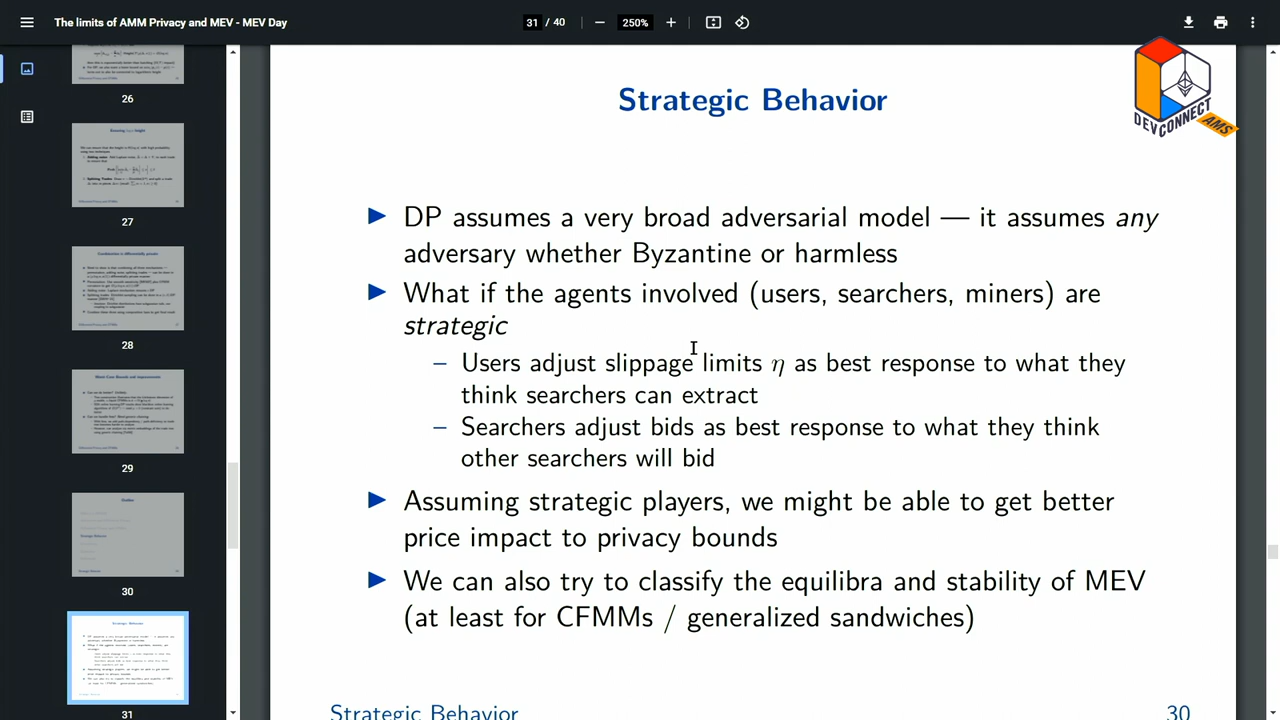 The limits of AMM Privacy and MEV - MEV Day
31 / 40
250%
DEVCONNECT
AMS
26
27
28
29
30
31
Strategic Behavior
▶ DP assumes a very broad adversarial model — it assumes any
adversary whether Byzantine or harmless
▶ What if the agents involved (users, searchers, miners) are
strategic
– Users adjust slippage limits η as best response to what they
think searchers can extract
– Searchers adjust bids as best response to what they think
other searchers will bid
▶ Assuming strategic players, we might be able to get better
price impact to privacy bounds
▶ We can also try to classify the equilibra and stability of MEV
(at least for CFMMs / generalized sandwiches)
Strategic Behavior
30